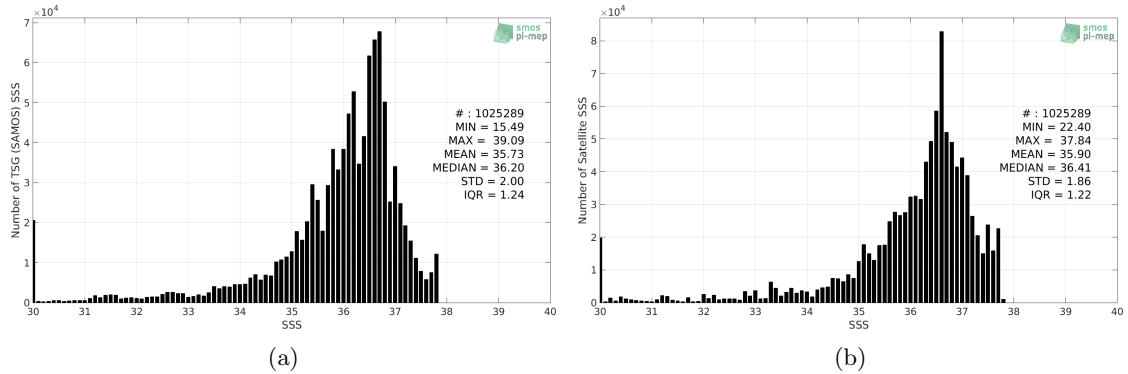 ×10⁴
7
6
5
4
3
2
1
0
Number of TSG (SAMOS) SSS
30 31 32 33 34 35 36 37 38 39 40
SSS
smos
pi-mep
# : 1025289
MIN = 15.49
MAX = 39.09
MEAN = 35.73
MEDIAN = 36.20
STD = 2.00
IQR = 1.24
(a)
×10⁴
8
7
6
5
4
3
2
1
0
Number of Satellite SSS
30 31 32 33 34 35 36 37 38 39 40
SSS
smos
pi-mep
# : 1025289
MIN = 22.40
MAX = 37.84
MEAN = 35.90
MEDIAN = 36.41
STD = 1.86
IQR = 1.22
(b)